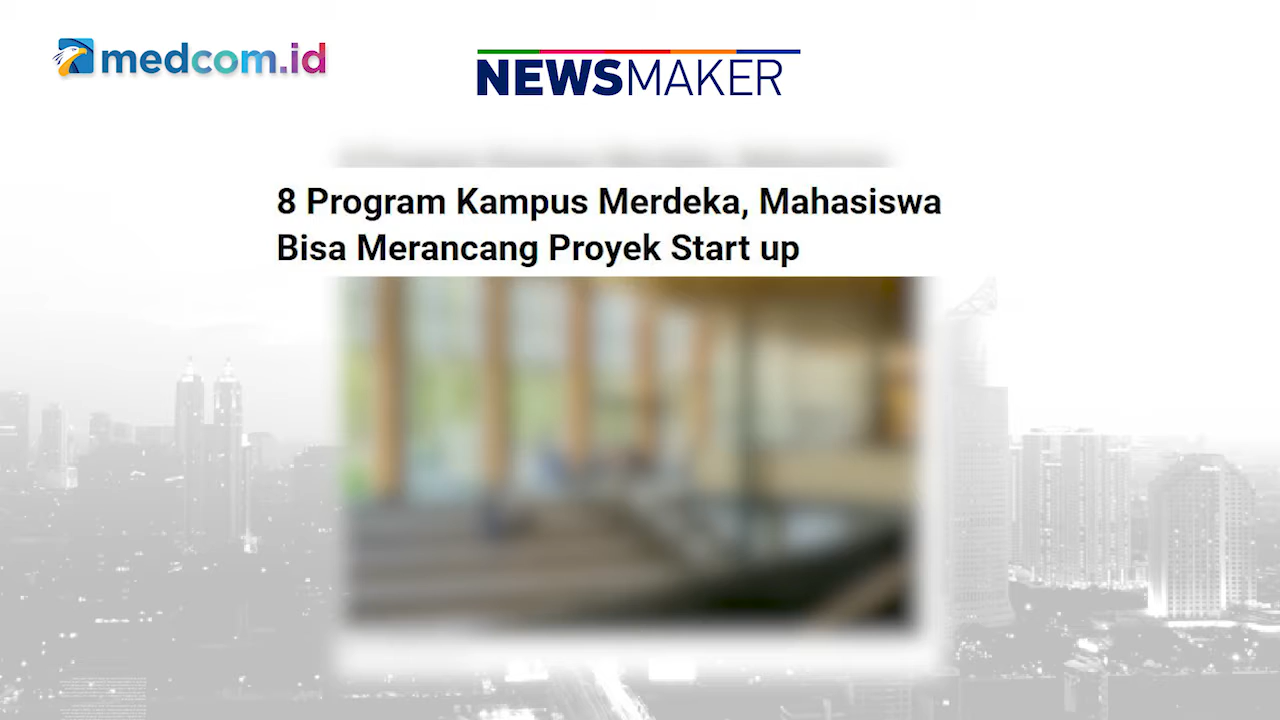 medcom.id
NEWSMAKER
8 Program Kampus Merdeka, Mahasiswa
Bisa Merancang Proyek Start up